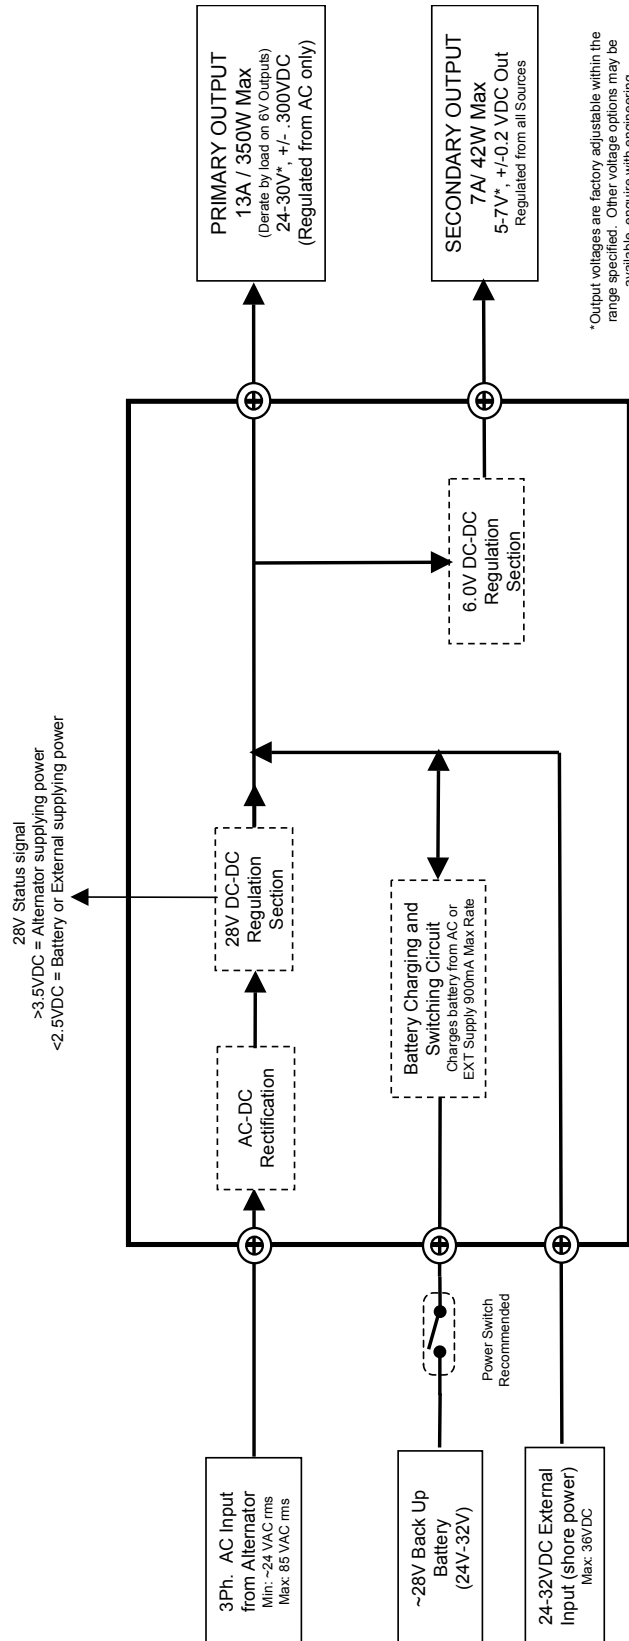 28V Status signal
>3.5VDC = Alternator supplying power
<2.5VDC = Battery or External supplying power
3Ph. AC Input
from Alternator
Min: ~24 VAC rms
Max: 85 VAC rms
AC-DC
Rectification
28V DC-DC
Regulation
Section
PRIMARY OUTPUT
13A / 350W Max
(Derate by load on 6V Outputs)
24-30V*, +/- .300VDC
(Regulated from AC only)
~28V Back Up
Battery
(24V-32V)
Power Switch
Recommended
Battery Charging and
Switching Circuit
Charges battery from AC or
EXT Supply 900mA Max Rate
6.0V DC-DC
Regulation
Section
SECONDARY OUTPUT
7A/ 42W Max
5-7V*, +/-0.2 VDC Out
Regulated from all Sources
24-32VDC External
Input (shore power)
Max: 36VDC
*Output voltages are factory adjustable within the
range specified. Other voltage options may be
available, enquire with engineering